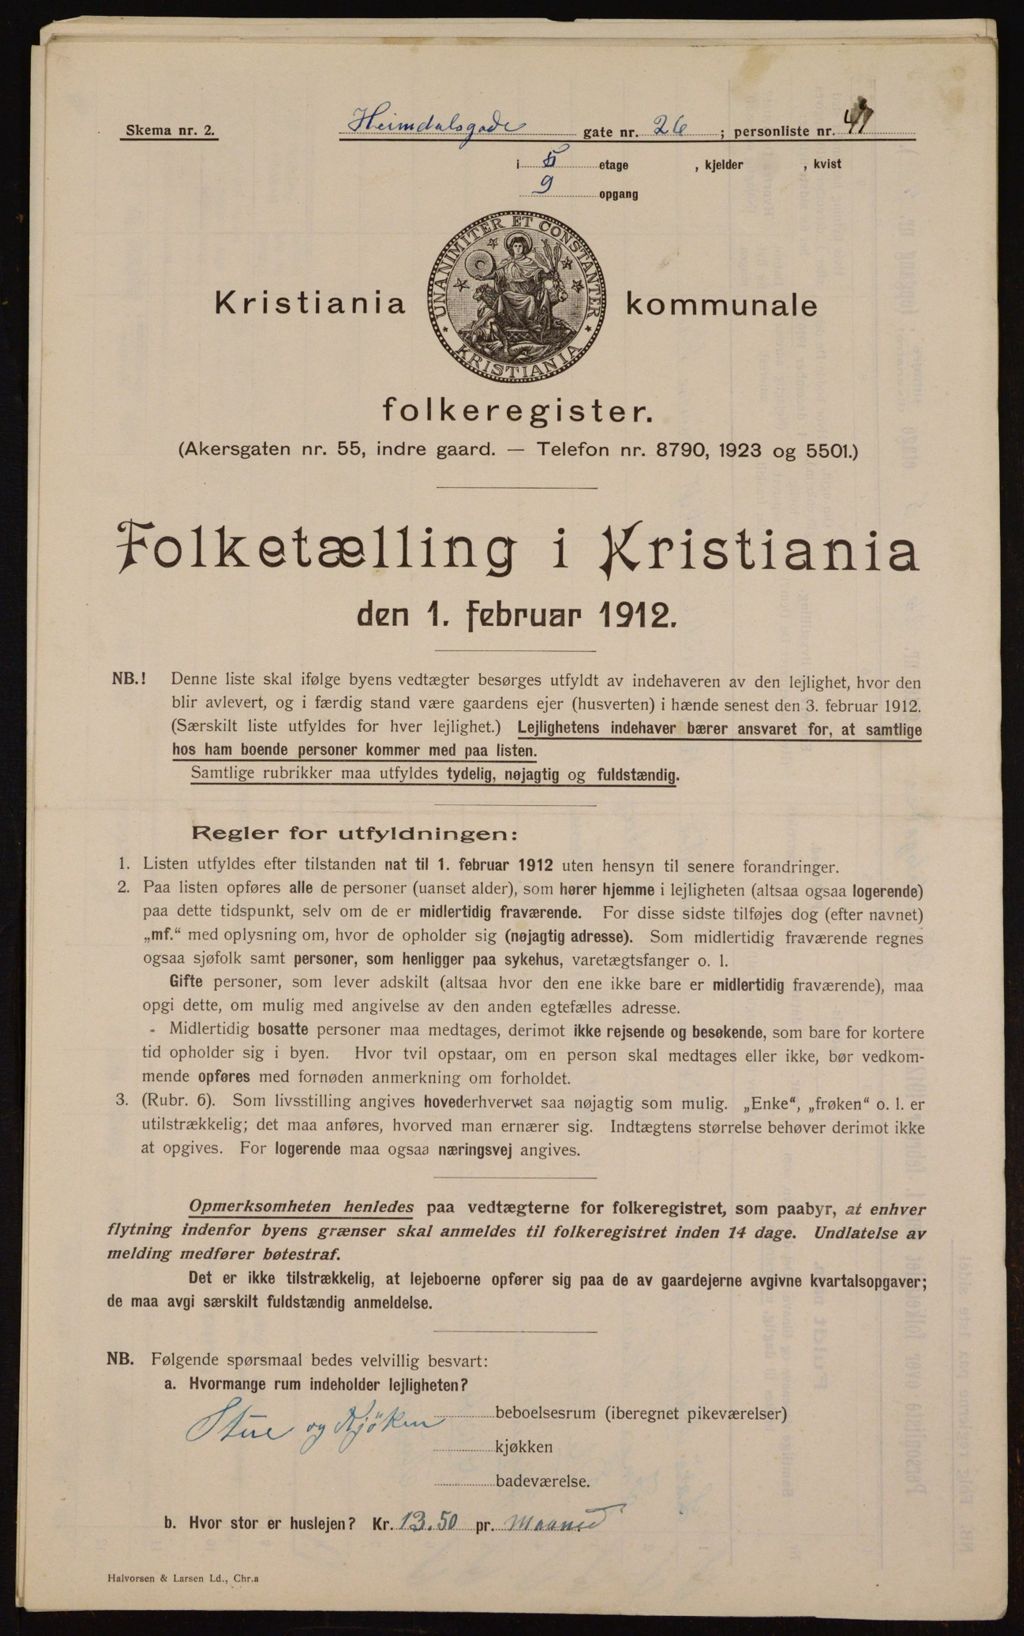 Skema nr. 2.
Heimdalsgade gate nr. 26 ; personliste nr. 41
i 5 etage , kjelder , kvist
9 opgang
UNANIMITER ET CONSTANTER
KRISTIANIA
Kristiania kommunale
folkeregister.
(Akersgaten nr. 55, indre gaard. — Telefon nr. 8790, 1923 og 5501.)
Folketælling i Kristiania
den 1. februar 1912.
NB.! Denne liste skal ifølge byens vedtægter besørges utfyldt av indehaveren av den lejlighet, hvor den
blir avlevert, og i færdig stand være gaardens ejer (husverten) i hænde senest den 3. februar 1912.
(Særskilt liste utfyldes for hver lejlighet.) Lejlighetens indehaver bærer ansvaret for, at samtlige
hos ham boende personer kommer med paa listen.
Samtlige rubrikker maa utfyldes tydelig, nøjagtig og fuldstændig.
Regler for utfyldningen:
1. Listen utfyldes efter tilstanden nat til 1. februar 1912 uten hensyn til senere forandringer.
2. Paa listen opføres alle de personer (uanset alder), som hører hjemme i lejligheten (altsaa ogsaa logerende)
paa dette tidspunkt, selv om de er midlertidig fraværende. For disse sidste tilføjes dog (efter navnet)
„mf.“ med oplysning om, hvor de opholder sig (nøjagtig adresse). Som midlertidig fraværende regnes
ogsaa sjøfolk samt personer, som henligger paa sykehus, varetægtsfanger o. l.
Gifte personer, som lever adskilt (altsaa hvor den ene ikke bare er midlertidig fraværende), maa
opgi dette, om mulig med angivelse av den anden egtefælles adresse.
- Midlertidig bosatte personer maa medtages, derimot ikke rejsende og besøkende, som bare for kortere
tid opholder sig i byen. Hvor tvil opstaar, om en person skal medtages eller ikke, bør vedkom-
mende opføres med fornøden anmerkning om forholdet.
3. (Rubr. 6). Som livsstilling angives hovederhvervet saa nøjagtig som mulig. „Enke“, „frøken“ o. l. er
utilstrækkelig; det maa anføres, hvorved man ernærer sig. Indtægtens størrelse behøver derimot ikke
at opgives. For logerende maa ogsaa næringsvej angives.
Opmerksomheten henledes paa vedtægterne for folkeregistret, som paabyr, at enhver
flytning indenfor byens grænser skal anmeldes til folkeregistret inden 14 dage. Undlatelse av
melding medfører bøtestraf.
Det er ikke tilstrækkelig, at lejeboerne opfører sig paa de av gaardejerne avgivne kvartalsopgaver;
de maa avgi særskilt fuldstændig anmeldelse.
NB. Følgende spørsmaal bedes velvillig besvart:
a. Hvormange rum indeholder lejligheten?
Stue og Kjöken beboelsesrum (iberegnet pikeværelser)
kjøkken
badeværelse.
b. Hvor stor er huslejen? Kr. 13.50 pr. Maaned
Halvorsen & Larsen Ld., Chr.a